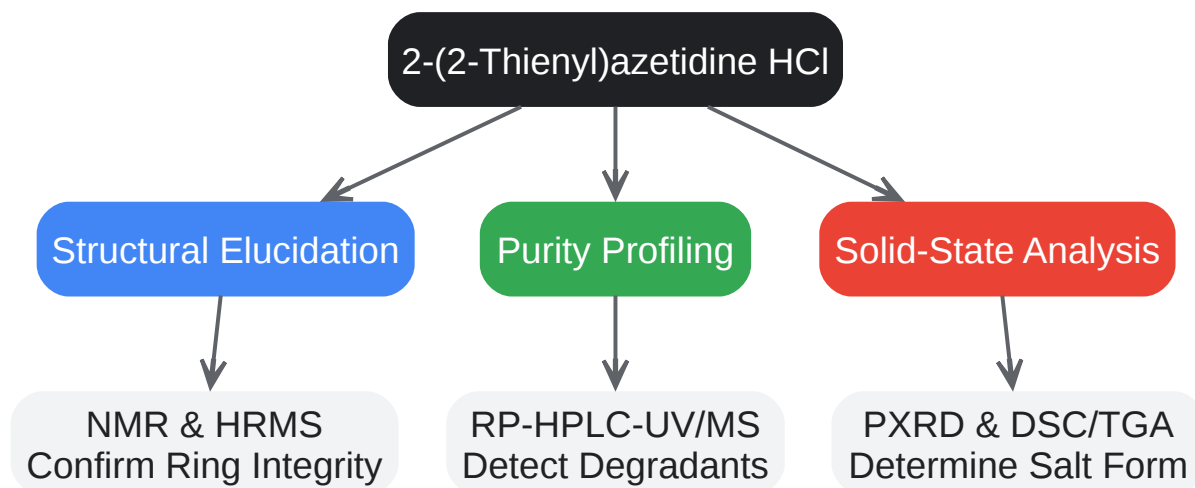 2-(2-Thienyl)azetidine HCl
Structural Elucidation
Purity Profiling
Solid-State Analysis
NMR & HRMS
Confirm Ring Integrity
RP-HPLC-UV/MS
Detect Degradants
PXRD & DSC/TGA
Determine Salt Form